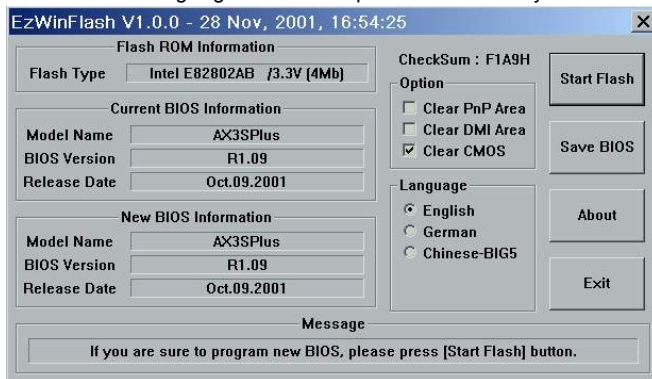 EzWinFlash V1.0.0 - 28 Nov, 2001, 16:54:25
Flash ROM Information
Flash Type Intel E82802AB /3.3V (4Mb)
Current BIOS Information
Model Name AX3SPlus
BIOS Version R1.09
Release Date Oct.09.2001
New BIOS Information
Model Name AX3SPlus
BIOS Version R1.09
Release Date Oct.09.2001
CheckSum : F1A9H
Option
Clear PnP Area
Clear DMI Area
Clear CMOS
Language
English
German
Chinese-BIG5
Start Flash
Save BIOS
About
Exit
Message
If you are sure to program new BIOS, please press [Start Flash] button.